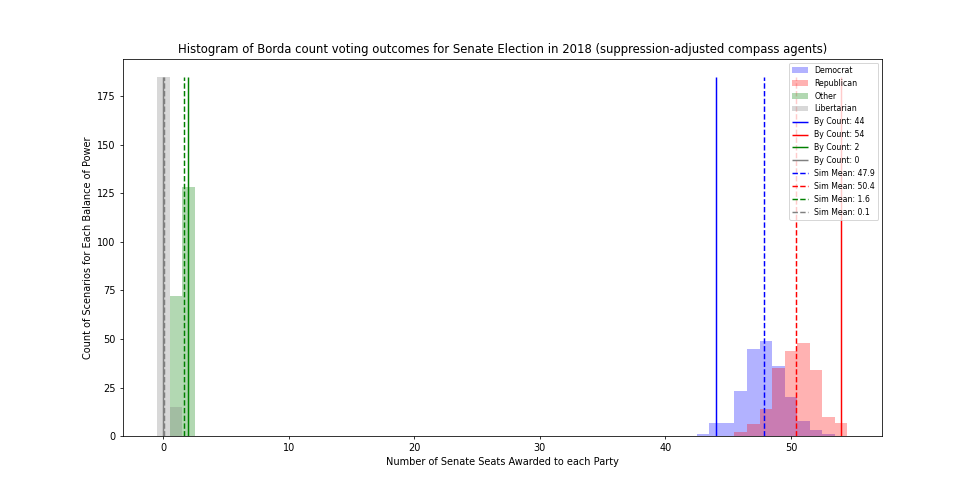 Histogram of Borda count voting outcomes for Senate Election in 2018 (suppression-adjusted compass agents)
Democrat
Republican
Other
Libertarian
By Count: 44
By Count: 54
By Count: 2
By Count: 0
Sim Mean: 47.9
Sim Mean: 50.4
Sim Mean: 1.6
Sim Mean: 0.1
Count of Scenarios for Each Balance of Power
175
150
125
100
75
50
25
0
0 10 20 30 40 50
Number of Senate Seats Awarded to each Party